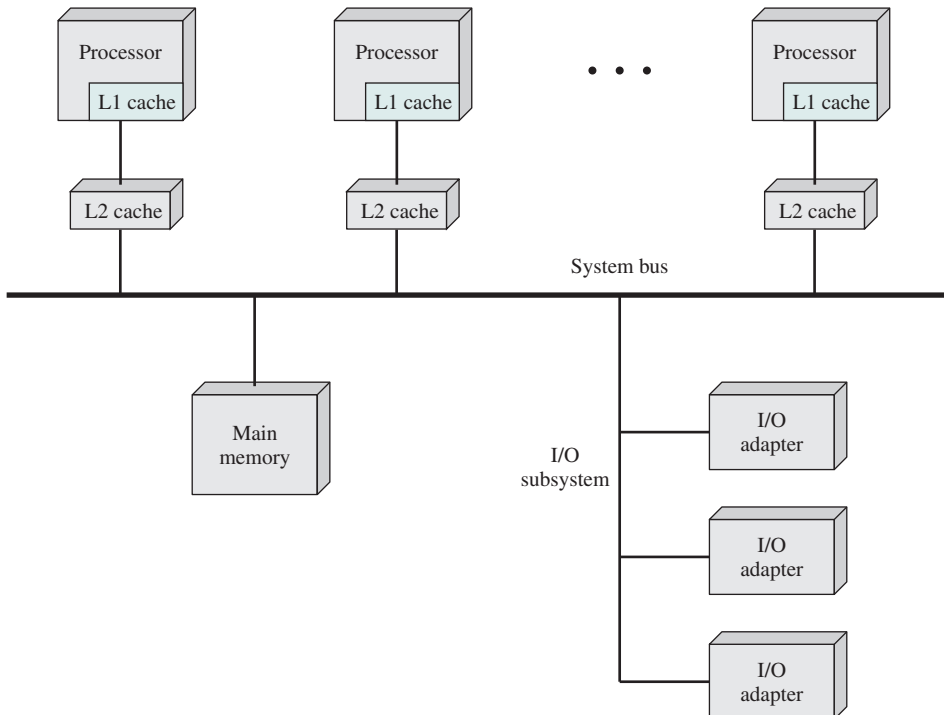 Processor
Processor
Processor
L1 cache
L1 cache
L1 cache
L2 cache
L2 cache
L2 cache
System bus
Main
memory
I/O
subsystem
I/O
adapter
I/O
adapter
I/O
adapter